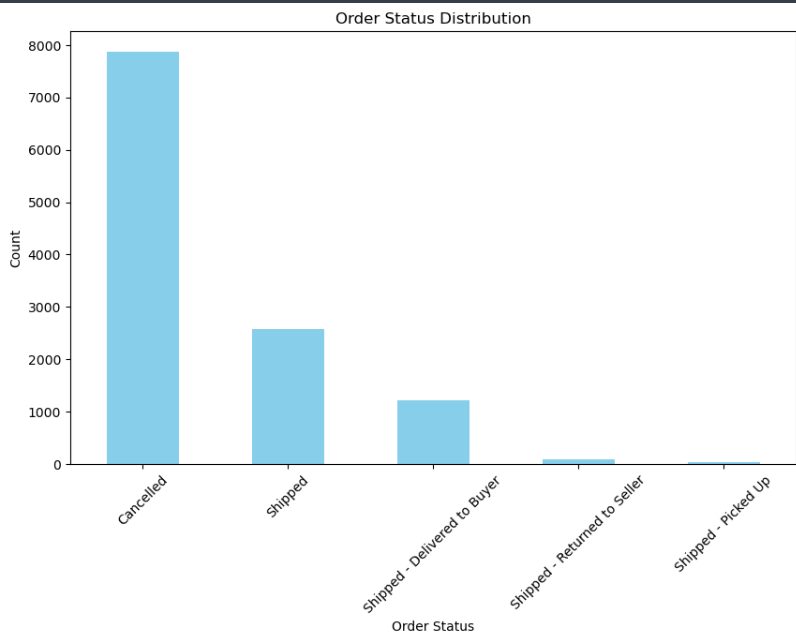 Order Status Distribution
Count
8000
7000
6000
5000
4000
3000
2000
1000
0
Cancelled
Shipped
Shipped - Delivered to Buyer
Shipped - Returned to Seller
Shipped - Picked Up
Order Status